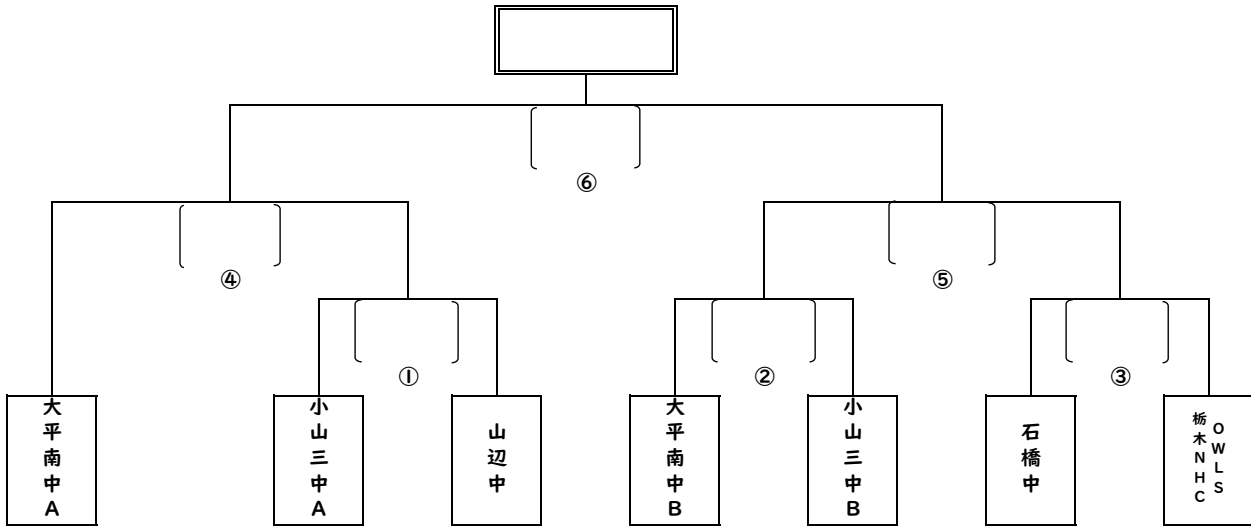 ⑥
④
⑤
①
②
③
大平南中A
小山三中A
山辺中
大平南中B
小山三中B
石橋中
栃木NHC
OWLS